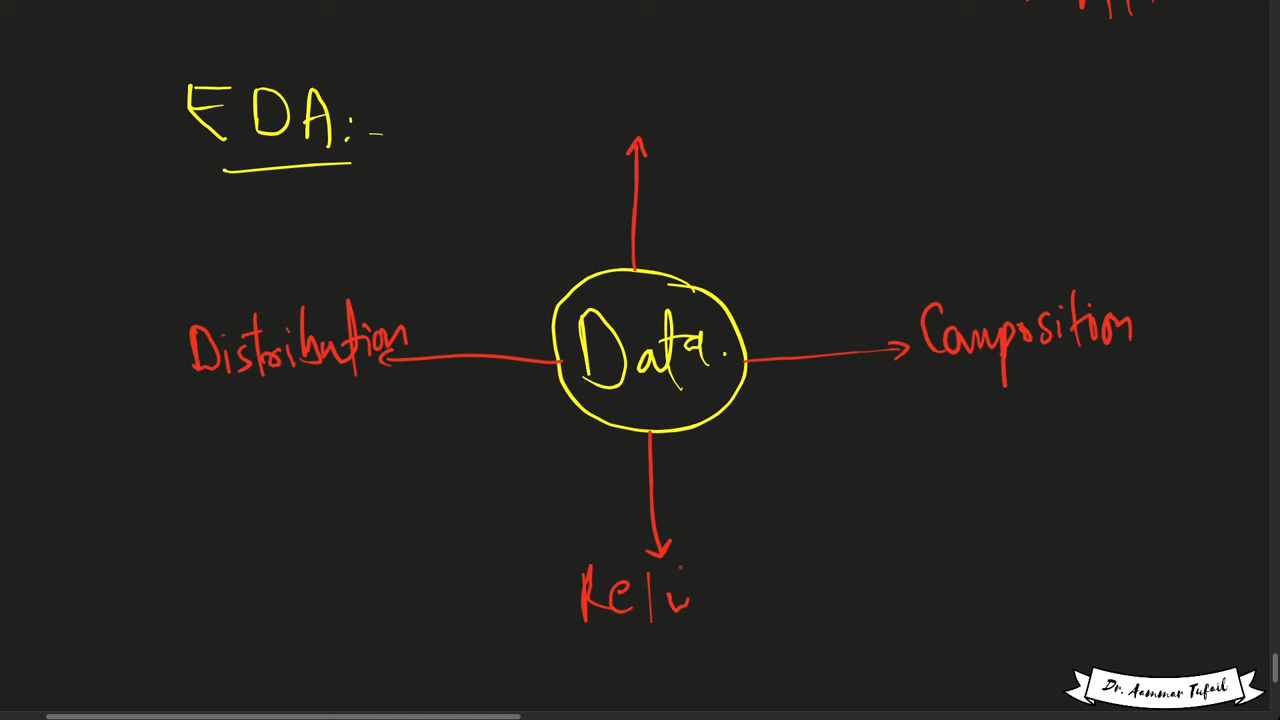 EDA:-
Distribution
Data.
Composition
Reli
Dr. Aammar Tufail